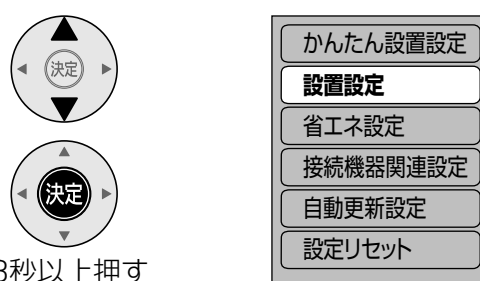 決定
決定
3秒以上押す
かんたん設置設定
設置設定
省エネ設定
接続機器関連設定
自動更新設定
設定リセット